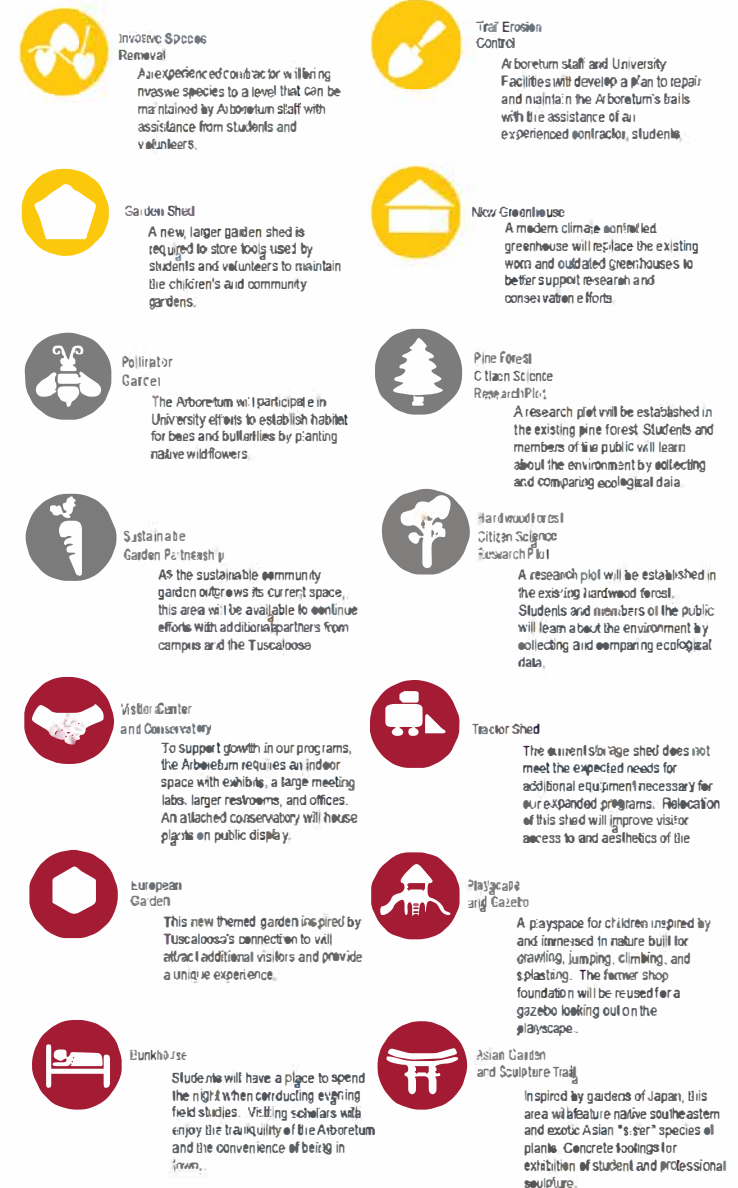 Invasive Species
Removal
An experienced contractor will bring
invasive species to a level that can be
maintained by Arboretum staff with
assistance from students and
volunteers.
Trail Erosion
Control
Arboretum staff and University
Facilities will develop a plan to repair
and maintain the Arboretum's trails
with the assistance of an
experienced contractor, students,
Garden Shed
A new, larger garden shed is
required to store tools used by
students and volunteers to maintain
the children's and community
gardens.
New Greenhouse
A modern climate controlled
greenhouse will replace the existing
worn and outdated greenhouses to
better support research and
conservation efforts
Pollinator
Garden
The Arboretum will participate in
University efforts to establish habitat
for bees and butterflies by planting
native wildflowers.
Pine Forest
Citizen Science
Research Plot
A research plot will be established in
the existing pine forest. Students and
members of the public will learn
about the environment by collecting
and comparing ecological data
Sustainable
Garden Partnership
As the sustainable community
garden outgrows its current space,
this area will be available to continue
efforts with additional partners from
campus and the Tuscaloosa
Hardwood Forest
Citizen Science
Research Plot
A research plot will be established in
the existing hardwood forest.
Students and members of the public
will learn about the environment by
collecting and comparing ecological
data.
Visitor Center
and Conservatory
To support growth in our programs,
the Arboretum requires an indoor
space with exhibits, a large meeting
labs, larger restrooms, and offices.
An attached conservatory will house
plants on public display.
Tractor Shed
The current storage shed does not
meet the expected needs for
additional equipment necessary for
our expanded programs. Relocation
of this shed will improve visitor
access to and aesthetics of the
European
Garden
This new themed garden inspired by
Tuscaloosa's connection to will
attract additional visitors and provide
a unique experience.
Playscape
and Gazebo
A playspace for children inspired by
and immersed in nature built for
crawling, jumping, climbing, and
splashing. The former shop
foundation will be reused for a
gazebo looking out on the
playscape.
Bunkhouse
Students will have a place to spend
the night when conducting evening
field studies. Visiting scholars with
enjoy the tranquility of the Arboretum
and the convenience of being in
town.
Asian Garden
and Sculpture Trail
Inspired by gardens of Japan, this
area will feature native southeastern
and exotic Asian "sister" species of
plants. Concrete footings for
exhibition of student and professional
sculpture.